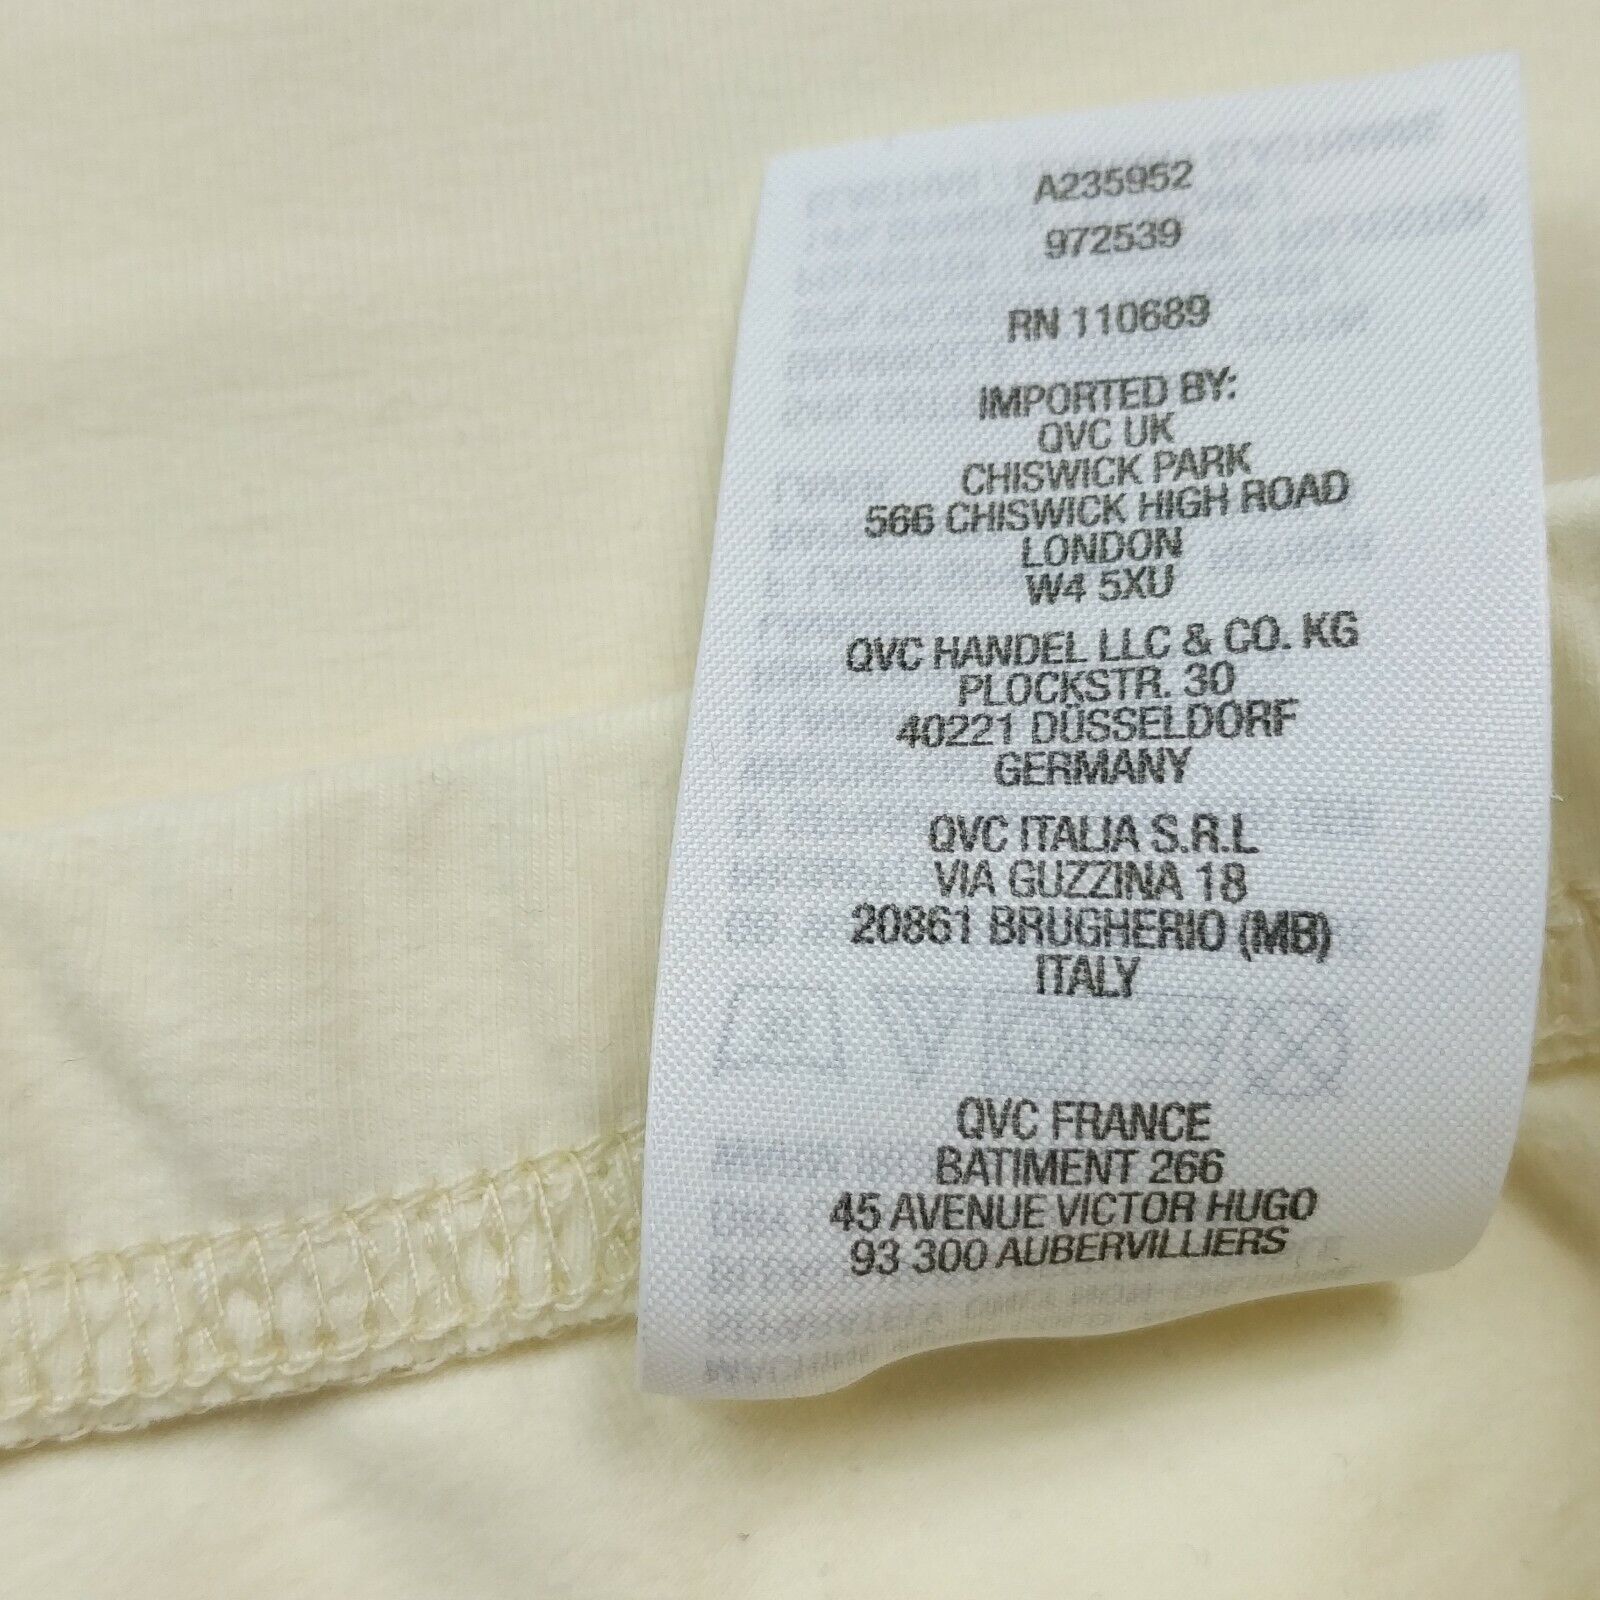 A235952
972539
RN 110689
IMPORTED BY:
QVC UK
CHISWICK PARK
566 CHISWICK HIGH ROAD
LONDON
W4 5XU
QVC HANDEL LLC & CO. KG
PLOCKSTR. 30
40221 DÜSSELDORF
GERMANY
QVC ITALIA S.R.L
VIA GUZZINA 18
20861 BRUGHERIO (MB)
ITALY
QVC FRANCE
BATIMENT 266
45 AVENUE VICTOR HUGO
93 300 AUBERVILLIERS